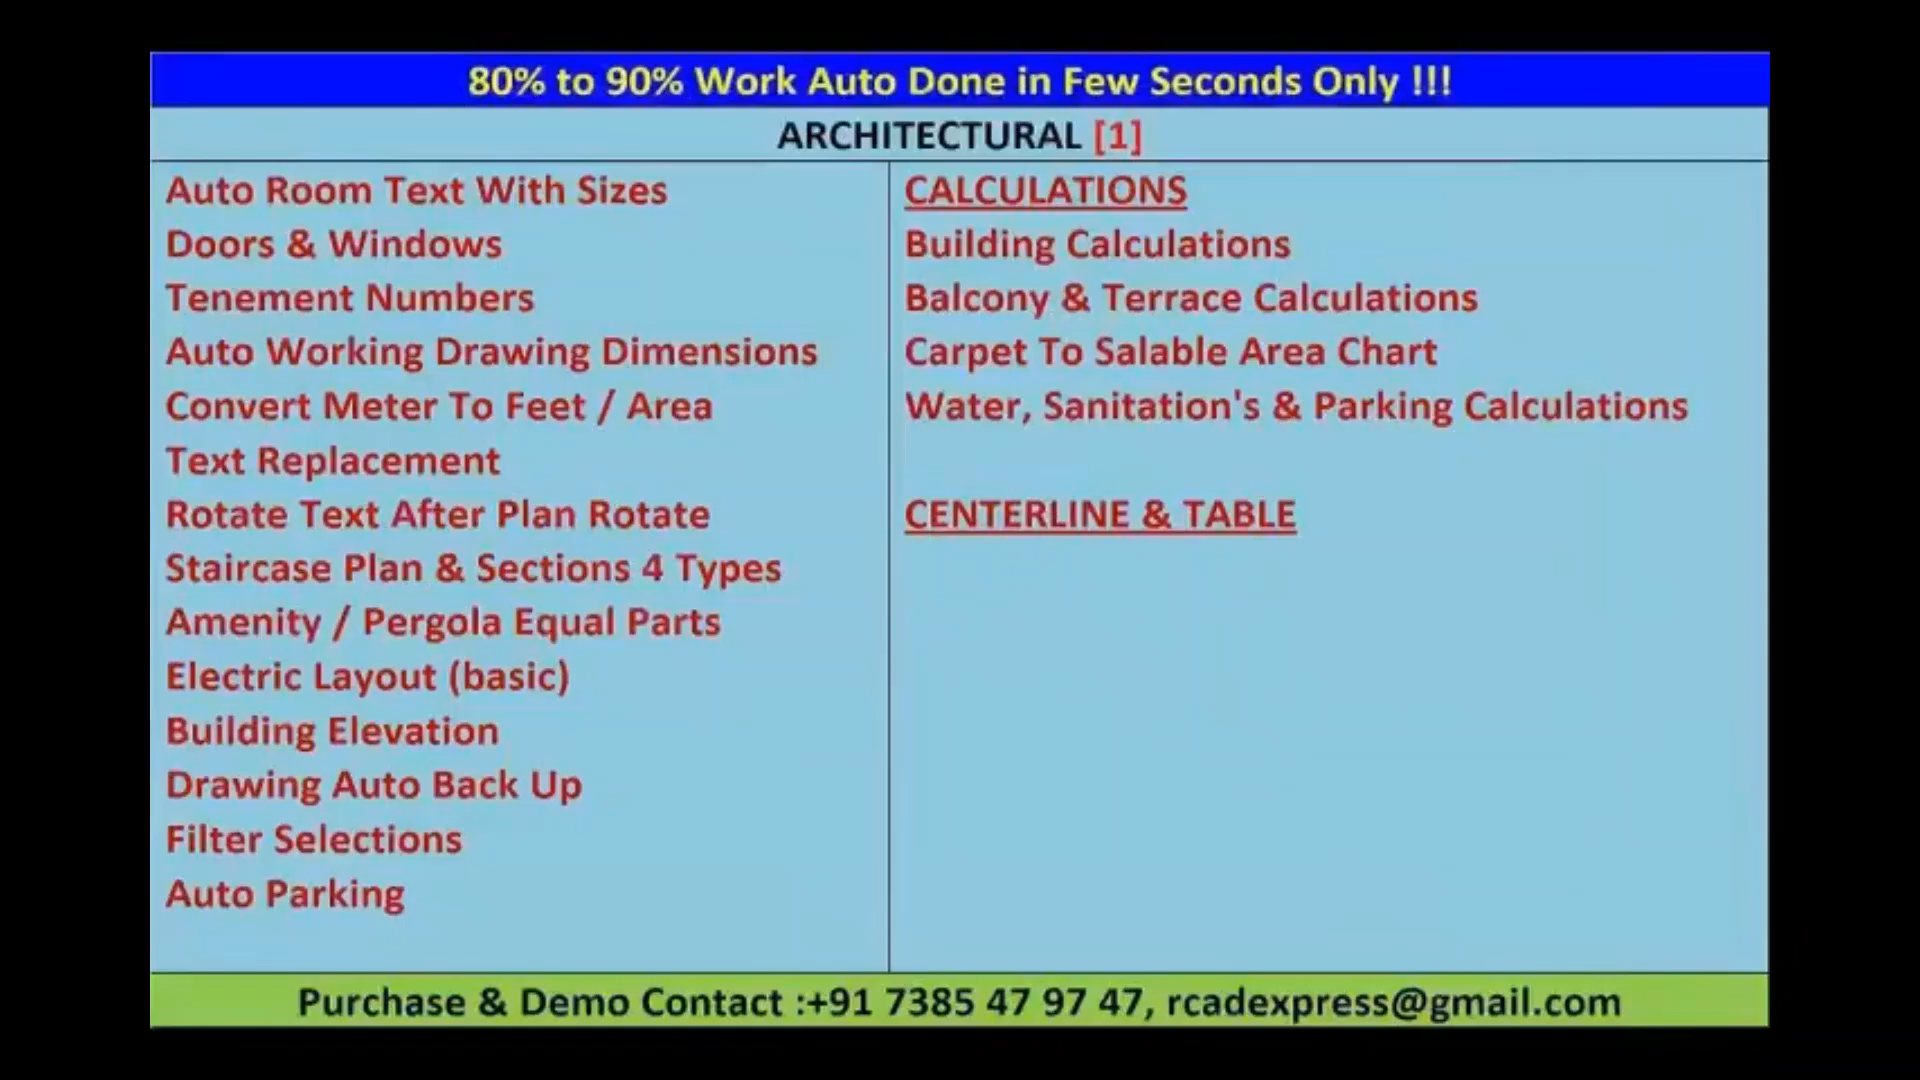 80% to 90% Work Auto Done in Few Seconds Only !!!
ARCHITECTURAL [1]
Auto Room Text With Sizes
Doors & Windows
Tenement Numbers
Auto Working Drawing Dimensions
Convert Meter To Feet / Area
Text Replacement
Rotate Text After Plan Rotate
Staircase Plan & Sections 4 Types
Amenity / Pergola Equal Parts
Electric Layout (basic)
Building Elevation
Drawing Auto Back Up
Filter Selections
Auto Parking
CALCULATIONS
Building Calculations
Balcony & Terrace Calculations
Carpet To Salable Area Chart
Water, Sanitation's & Parking Calculations
CENTERLINE & TABLE
Purchase & Demo Contact :+91 7385 47 97 47, rcadexpress@gmail.com